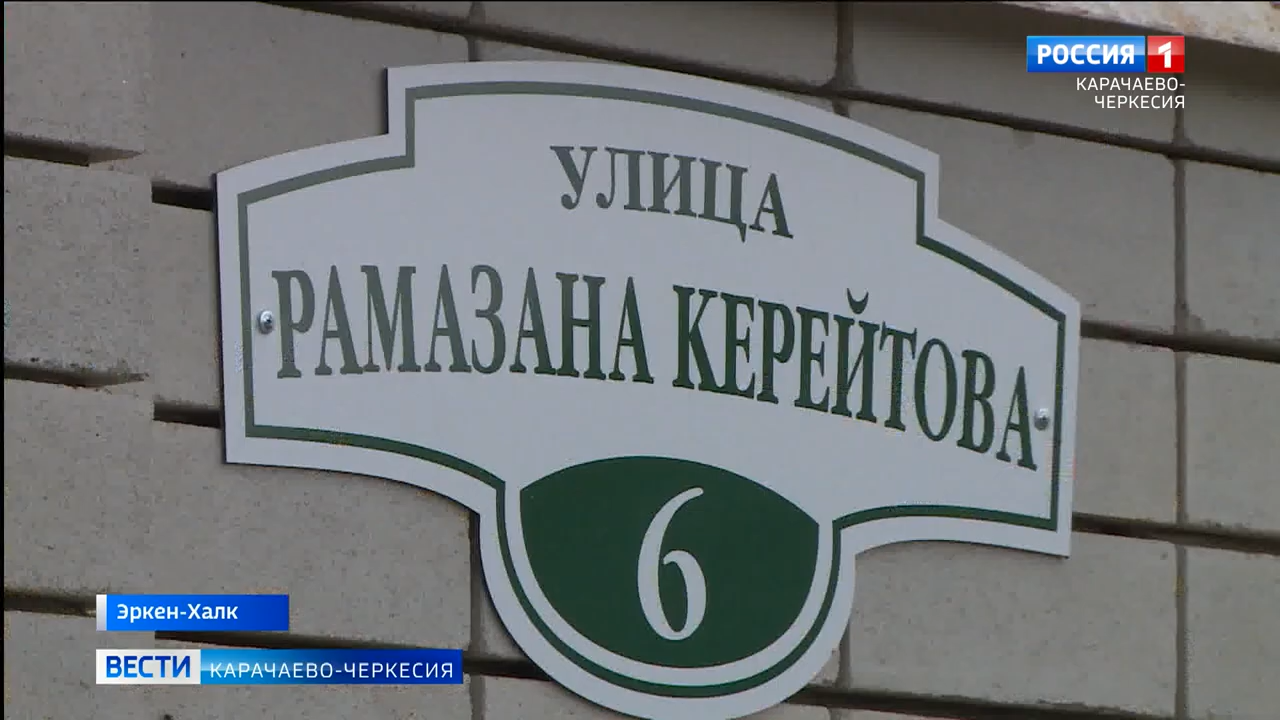 РОССИЯ 1
КАРАЧАЕВО-
ЧЕРКЕСИЯ
УЛИЦА
РАМАЗАНА КЕРЕЙТОВА
6
Эркен-Халк
ВЕСТИ КАРАЧАЕВО-ЧЕРКЕСИЯ